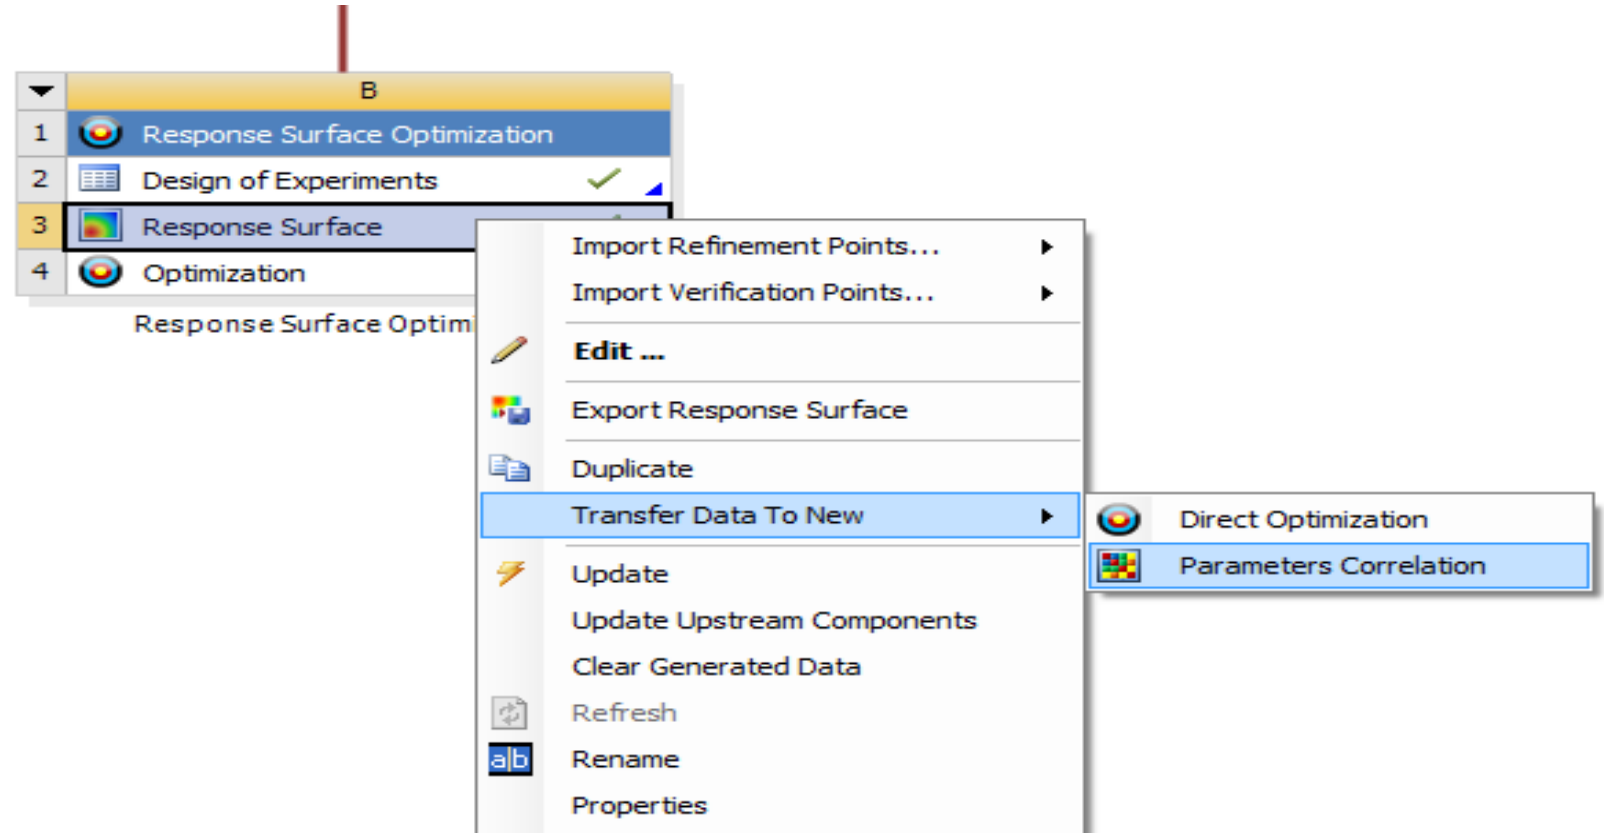 B
1 Response Surface Optimization
2 Design of Experiments
3 Response Surface
4 Optimization
Response Surface Optimi
Import Refinement Points...
Import Verification Points...
Edit ...
Export Response Surface
Duplicate
Transfer Data To New
Direct Optimization
Parameters Correlation
Update
Update Upstream Components
Clear Generated Data
Refresh
a|b Rename
Properties